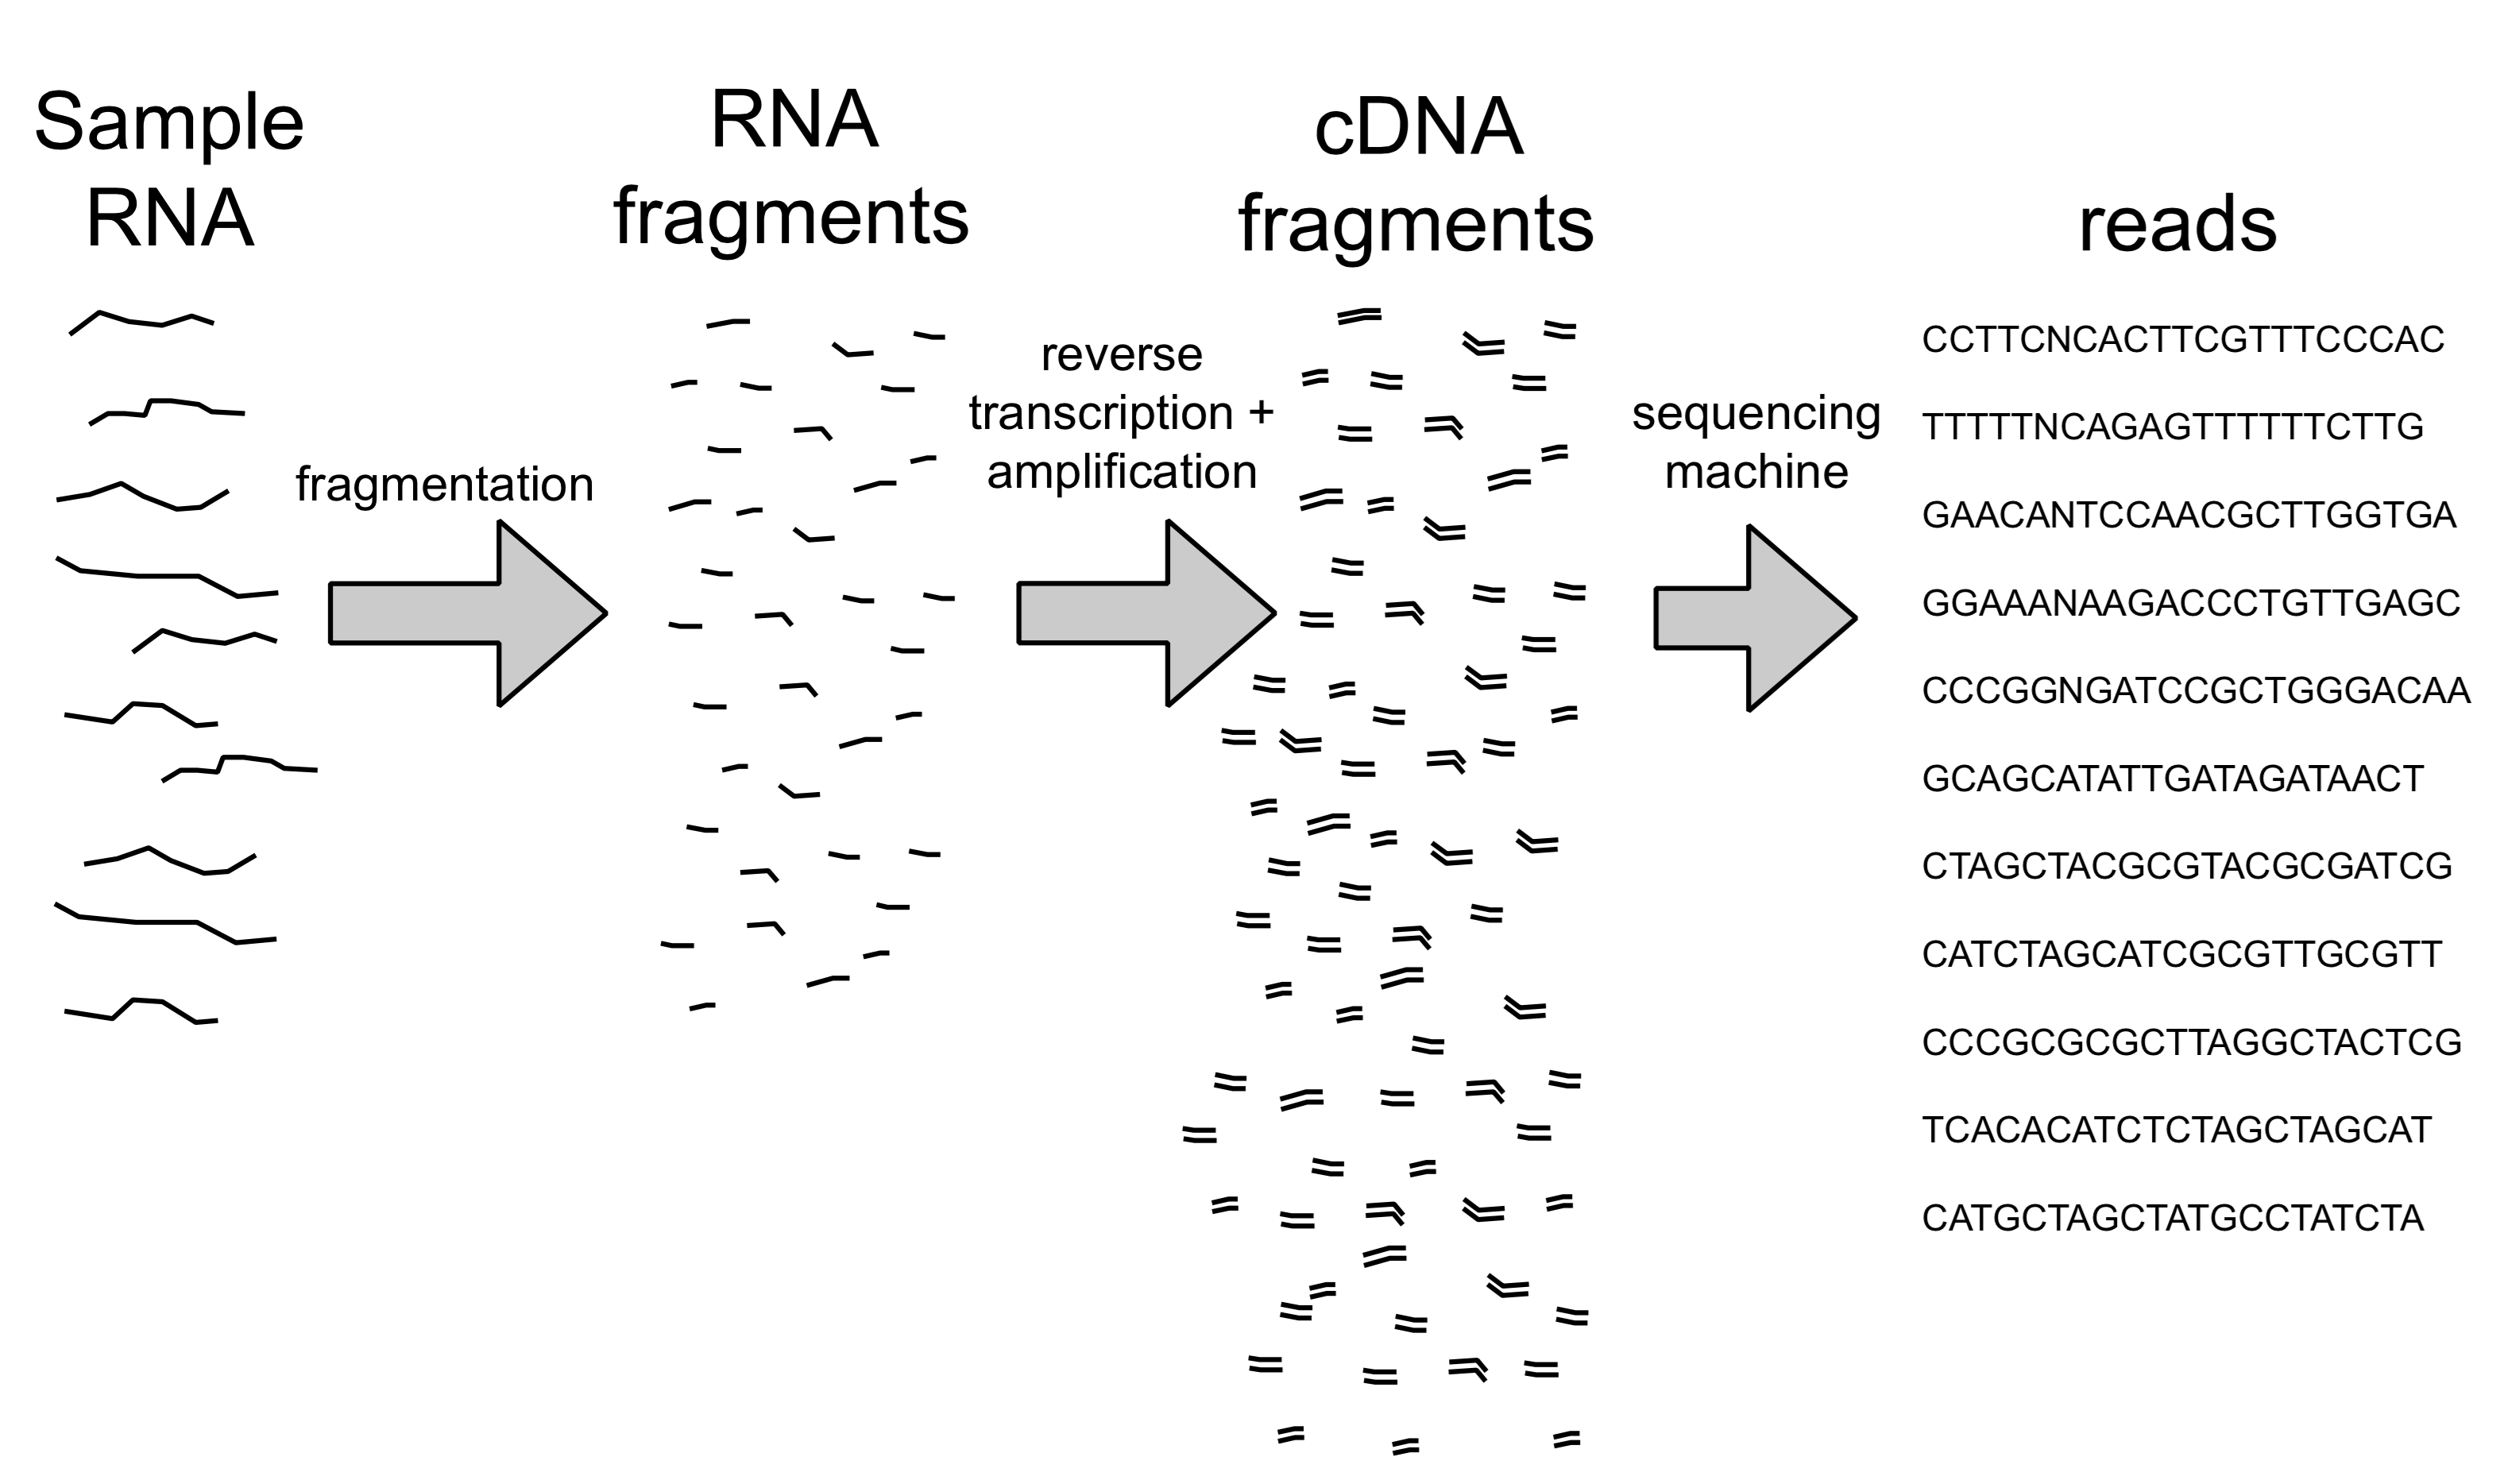 Sample
RNA
RNA
fragments
cDNA
fragments
reads
fragmentation
reverse
transcription +
amplification
sequencing
machine
CCTTCNCACTTCGTTTCCCAC
TTTTTNCAGAGTTTTTTCTTG
GAACANTCCAACGCTTGGTGA
GGAAANAAGACCCTGTTGAGC
CCCGGNGATCCGCTGGGACAA
GCAGCATATTGATAGATAACT
CTAGCTACGCGTACGCGATCG
CATCTAGCATCGCGTTGCGTT
CCCGCGCGCTTAGGCTACTCG
TCACACATCTCTAGCTAGCAT
CATGCTAGCTATGCCTATCTA